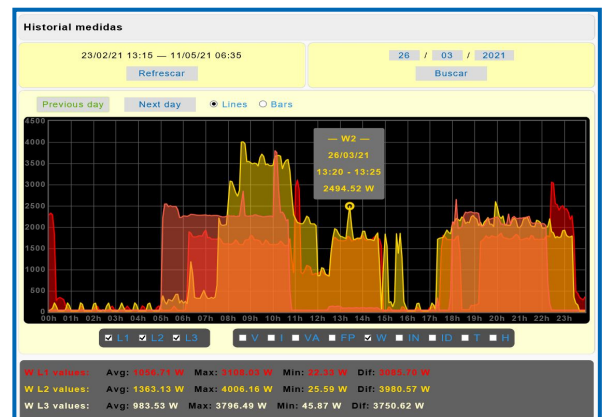 Historial medidas
23/02/21 13:15 — 11/05/21 06:35
Refrescar
26 / 03 / 2021
Buscar
Previous day Next day Lines Bars
4500
4000
3500
3000
2500
2000
1500
1000
500
0
— W2 —
26/03/21
13:20 - 13:25
2494.52 W
00h 01h 02h 03h 04h 05h 06h 07h 08h 09h 10h 11h 12h 13h 14h 15h 16h 17h 18h 19h 20h 21h 22h 23h
L1 L2 L3 V I VA FP W IN ID T H
W L1 values: Avg: 1056.71 W Max: 3108.03 W Min: 22.33 W Dif: 3085.70 W
W L2 values: Avg: 1363.13 W Max: 4006.16 W Min: 25.59 W Dif: 3980.57 W
W L3 values: Avg: 983.53 W Max: 3796.49 W Min: 45.87 W Dif: 3750.62 W